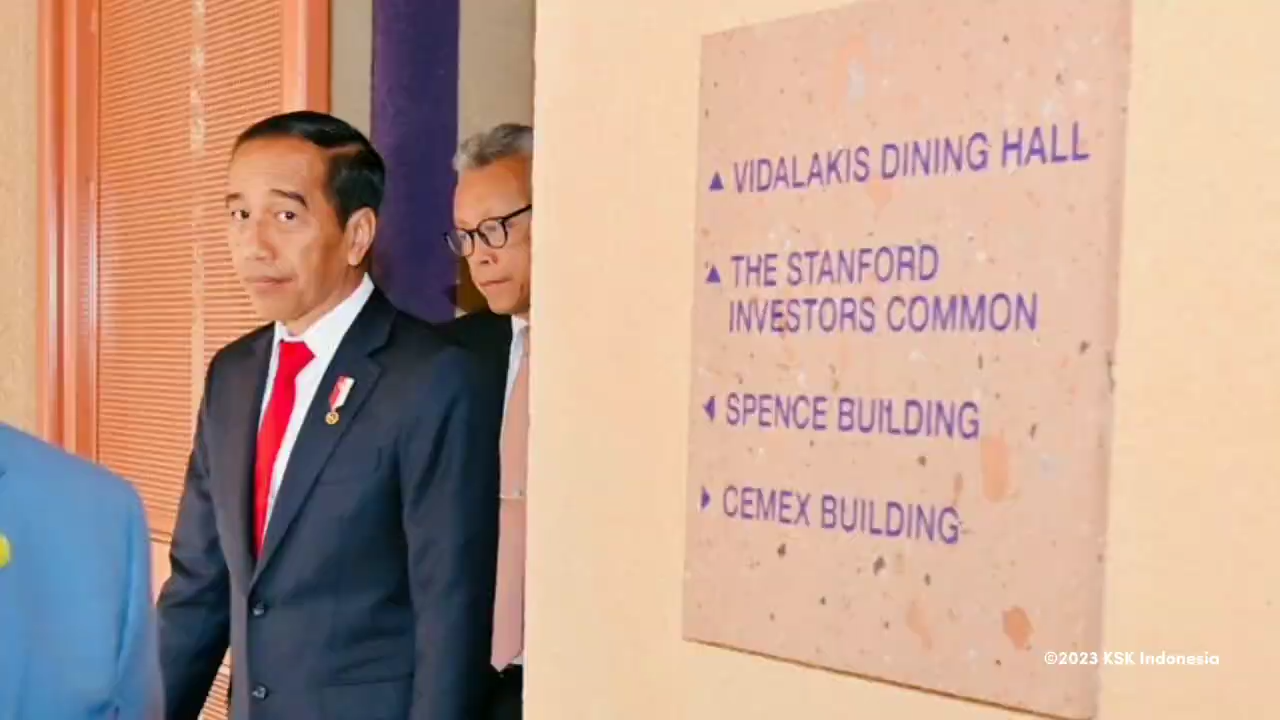 ▲ VIDALAKIS DINING HALL
▲ THE STANFORD
INVESTORS COMMON
◀ SPENCE BUILDING
▶ CEMEX BUILDING
©2023 KSK Indonesia